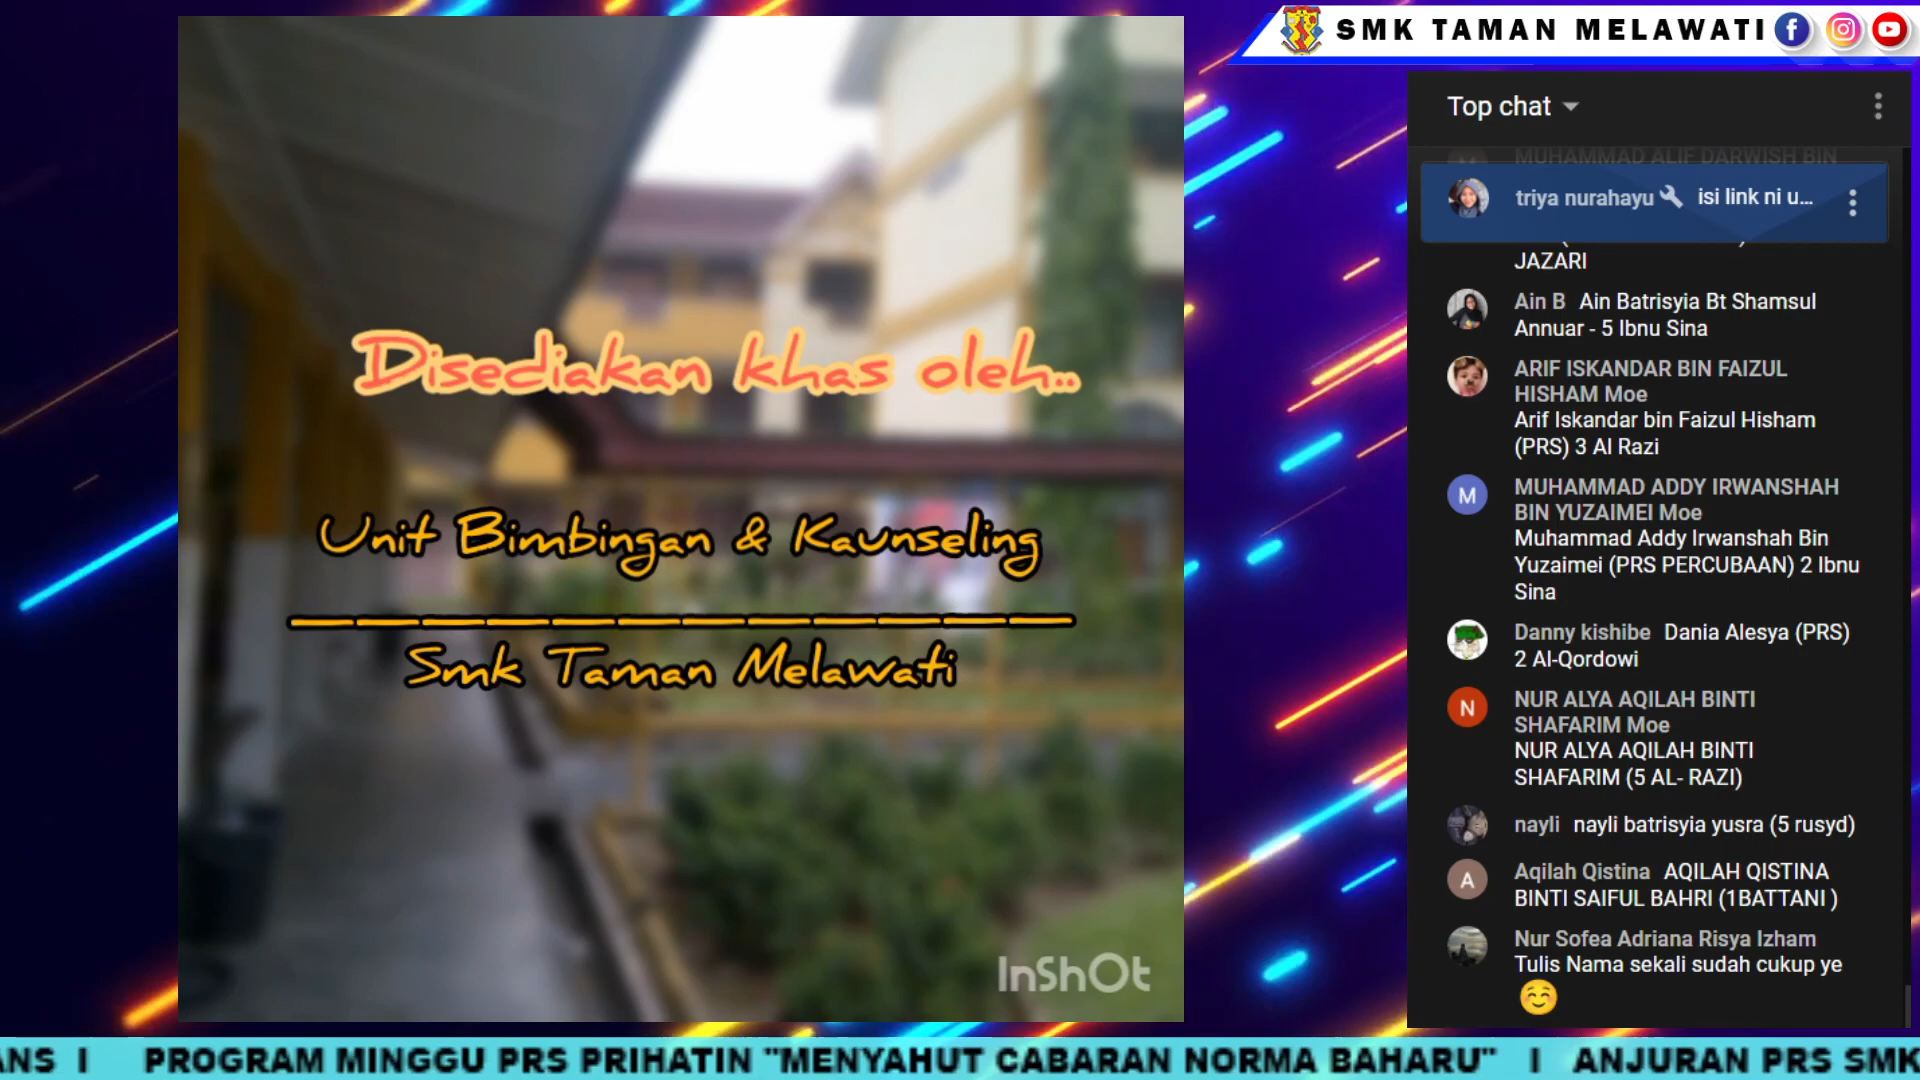 SMK TAMAN MELAWATI
Top chat
MUHAMMAD ALIF DARWISH BIN
triya nurahayu isi link ni u...
JAZARI
Ain B Ain Batrisyia Bt Shamsul
Annuar - 5 Ibnu Sina
ARIF ISKANDAR BIN FAIZUL
HISHAM Moe
Arif Iskandar bin Faizul Hisham
(PRS) 3 Al Razi
M
MUHAMMAD ADDY IRWANSHAH
BIN YUZAIMEI Moe
Muhammad Addy Irwanshah Bin
Yuzaimei (PRS PERCUBAAN) 2 Ibnu
Sina
Danny kishibe Dania Alesya (PRS)
2 Al-Qordowi
N
NUR ALYA AQILAH BINTI
SHAFARIM Moe
NUR ALYA AQILAH BINTI
SHAFARIM (5 AL- RAZI)
nayli nayli batrisyia yusra (5 rusyd)
A
Aqilah Qistina AQILAH QISTINA
BINTI SAIFUL BAHRI (1BATTANI )
Nur Sofea Adriana Risya Izham
Tulis Nama sekali sudah cukup ye
Disediakan khas oleh..
Unit Bimbingan & Kaunseling
Smk Taman Melawati
InShOt
ANS | PROGRAM MINGGU PRS PRIHATIN "MENYAHUT CABARAN NORMA BAHARU" | ANJURAN PRS SMK